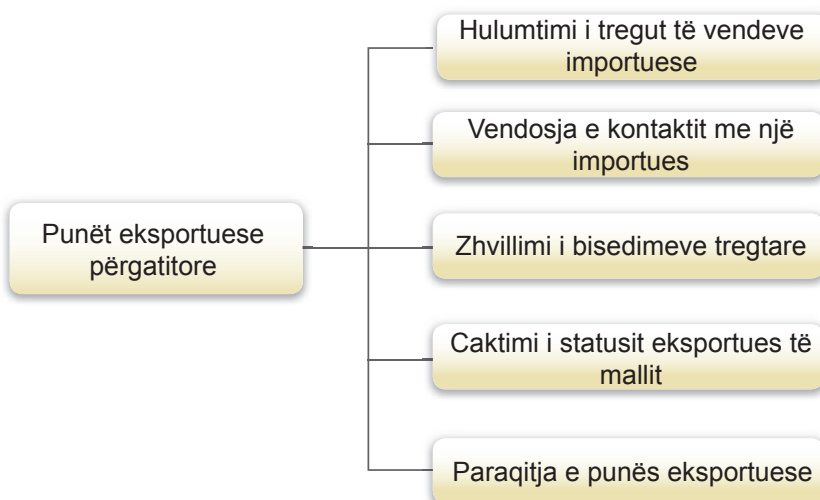 Hulumtimi i tregut të vendeve
importuese
Vendosja e kontaktit me një
importues
Punët eksportuese
përgatitore
Zhvillimi i bisedimeve tregtare
Caktimi i statusit eksportues të
mallit
Paraqitja e punës eksportuese